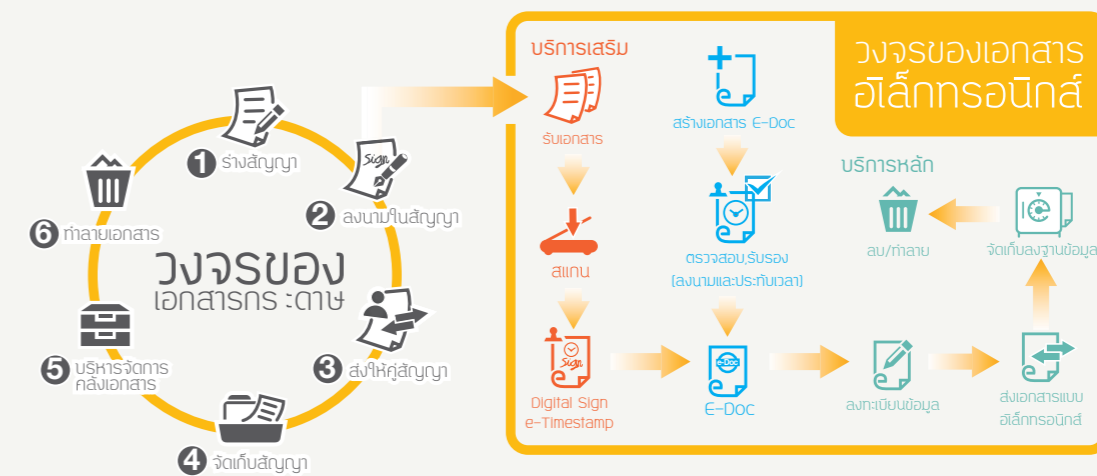 วงจรของ
เอกสารกระดาษ
1 ร่างสัญญา
Sign
2 ลงนามในสัญญา
3 ส่งให้คู่สัญญา
4 จัดเก็บสัญญา
5 บริหารจัดการ
คลังเอกสาร
6 ทำลายเอกสาร
วงจรของเอกสาร
อิเล็กทรอนิกส์
บริการเสริม
รับเอกสาร
สแกน
Sign
Digital Sign
e-Timestamp
สร้างเอกสาร E-Doc
ตรวจสอบ,รับรอง
(ลงนามและประทับเวลา)
e-Doc
E-DOC
บริการหลัก
ลงทะเบียนข้อมูล
ส่งเอกสารแบบ
อิเล็กทรอนิกส์
จัดเก็บลงฐานข้อมูล
ลบ/ทำลาย